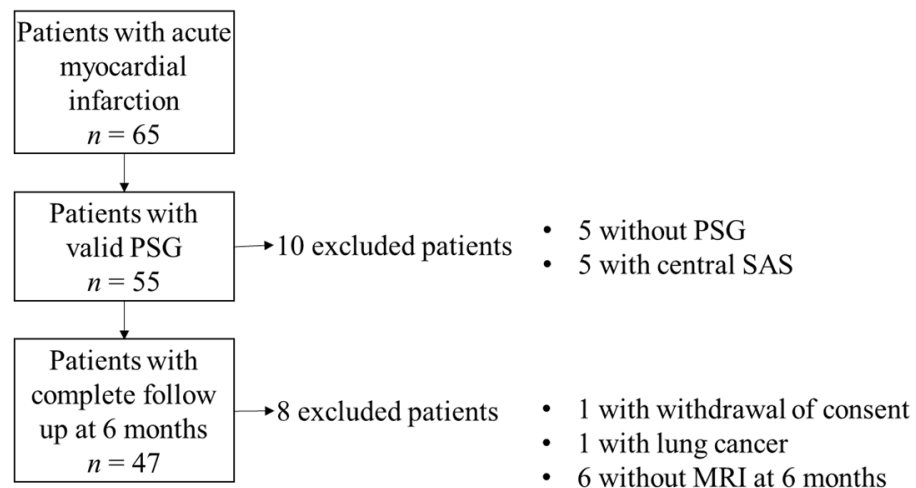 Patients with acute
myocardial
infarction
n = 65
Patients with
valid PSG
n = 55
10 excluded patients
• 5 without PSG
• 5 with central SAS
Patients with
complete follow
up at 6 months
n = 47
8 excluded patients
• 1 with withdrawal of consent
• 1 with lung cancer
• 6 without MRI at 6 months